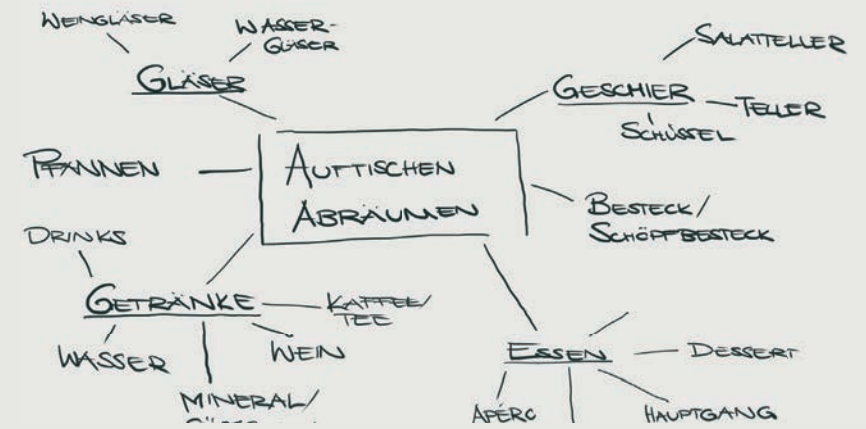 WEINGLÄSER
WASSER-
GLÄSER
GLÄSER
SALATTELLER
GESCHIER
TELLER
SCHÜSSEL
PFANNEN
AUFTISCHEN
ABRÄUMEN
BESTECK/
SCHÖPFBESTECK
DRINKS
GETRÄNKE
KAFFEE/
TEE
WASSER
WEIN
MINERAL/
ESSEN
DESSERT
APÉRO
HAUPTGANG